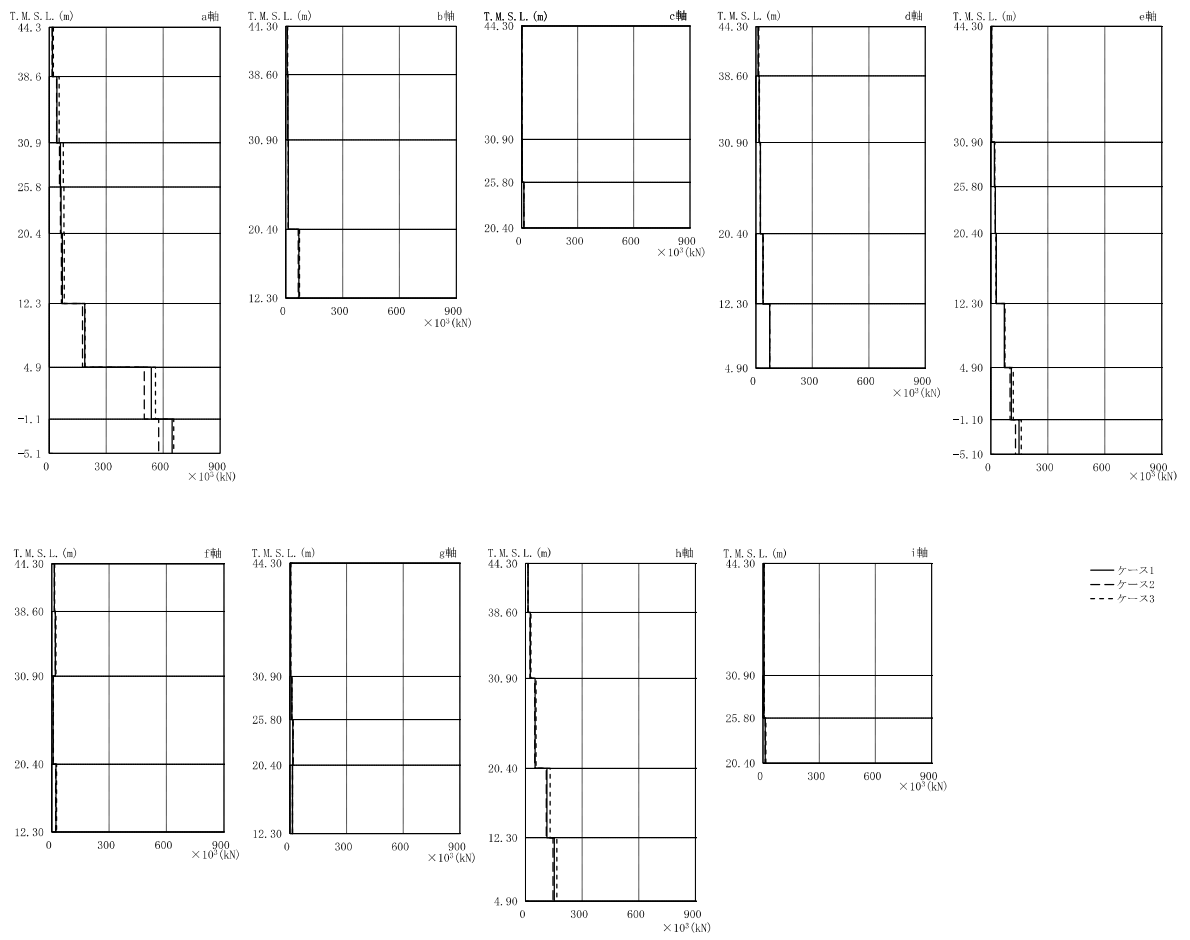 T.M.S.L.(m) a軸
44.3
38.6
30.9
25.8
20.4
12.3
4.9
-1.1
-5.1
0 300 600 900
×10³(kN)
T.M.S.L.(m) b軸
44.30
38.60
30.90
20.40
12.30
0 300 600 900
×10³(kN)
T.M.S.L.(m) c軸
44.30
30.90
25.80
20.40
0 300 600 900
×10³(kN)
T.M.S.L.(m) d軸
44.30
38.60
30.90
20.40
12.30
4.90
0 300 600 900
×10³(kN)
T.M.S.L.(m) e軸
44.30
30.90
25.80
20.40
12.30
4.90
-1.10
-5.10
0 300 600 900
×10³(kN)
T.M.S.L.(m) f軸
44.30
38.60
30.90
20.40
12.30
0 300 600 900
×10³(kN)
T.M.S.L.(m) g軸
44.30
30.90
25.80
20.40
12.30
0 300 600 900
×10³(kN)
T.M.S.L.(m) h軸
44.30
38.60
30.90
20.40
12.30
4.90
0 300 600 900
×10³(kN)
T.M.S.L.(m) i軸
44.30
30.90
25.80
20.40
0 300 600 900
×10³(kN)
ケース1
ケース2
ケース3